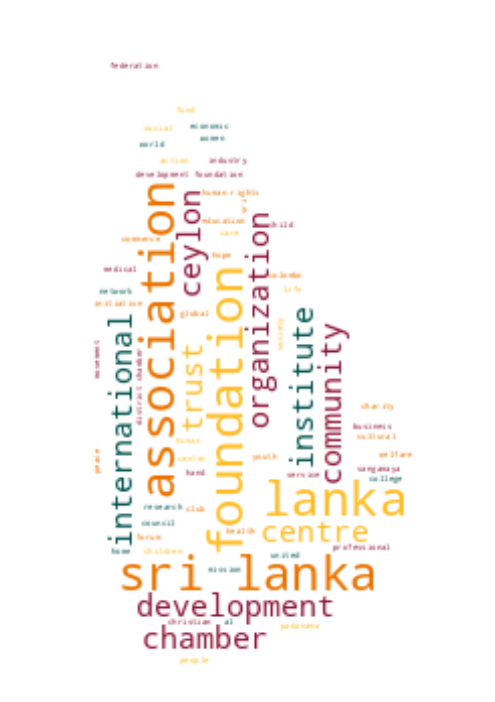 federation
fund
social
economic
women
world
action
industry
development foundation
association
human rights
ceylon
education
child
care
organization
commerce
hope
medical
colombo
network
life
initiative
international
global
institute
foundation
society
community
trust
movement
district chamber
charity
business
cultural
human
peace
center
youth
welfare
hand
service
sanganaya
college
lanka
research
club
council
centre
health
forum
professional
home
children
united
sri lanka
mission
development
christian
al
padanama
chamber
people